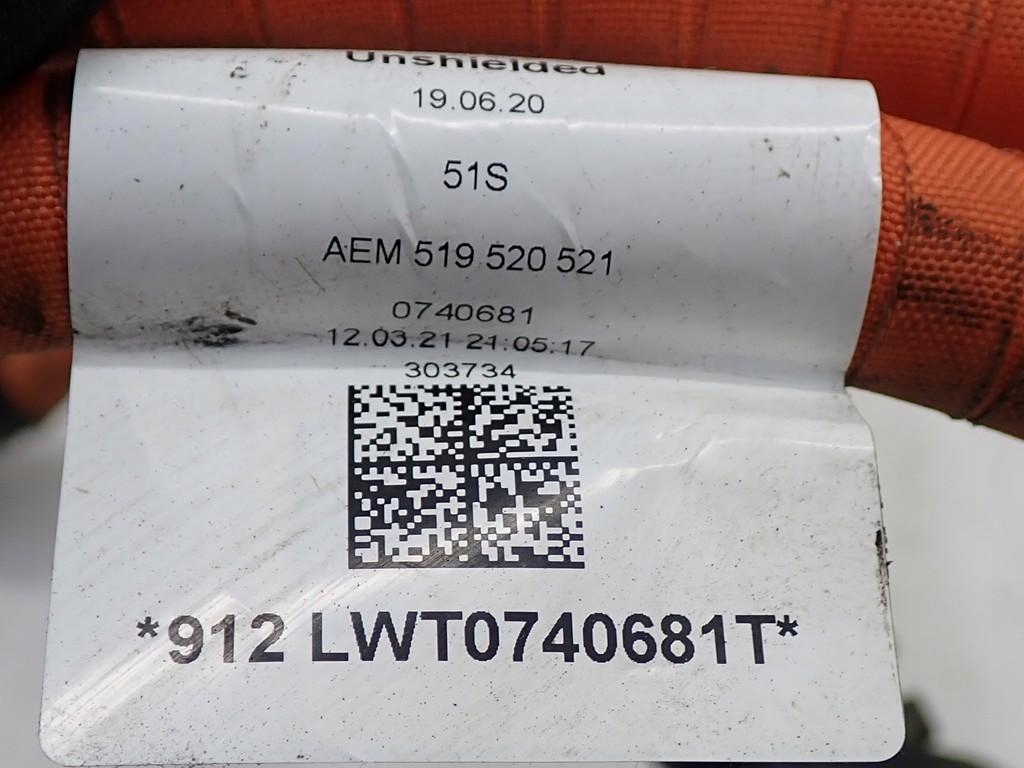 Unshielded
19.06.20
51S
AEM 519 520 521
0740681
12.03.21 21:05:17
303734
*912 LWT0740681T*